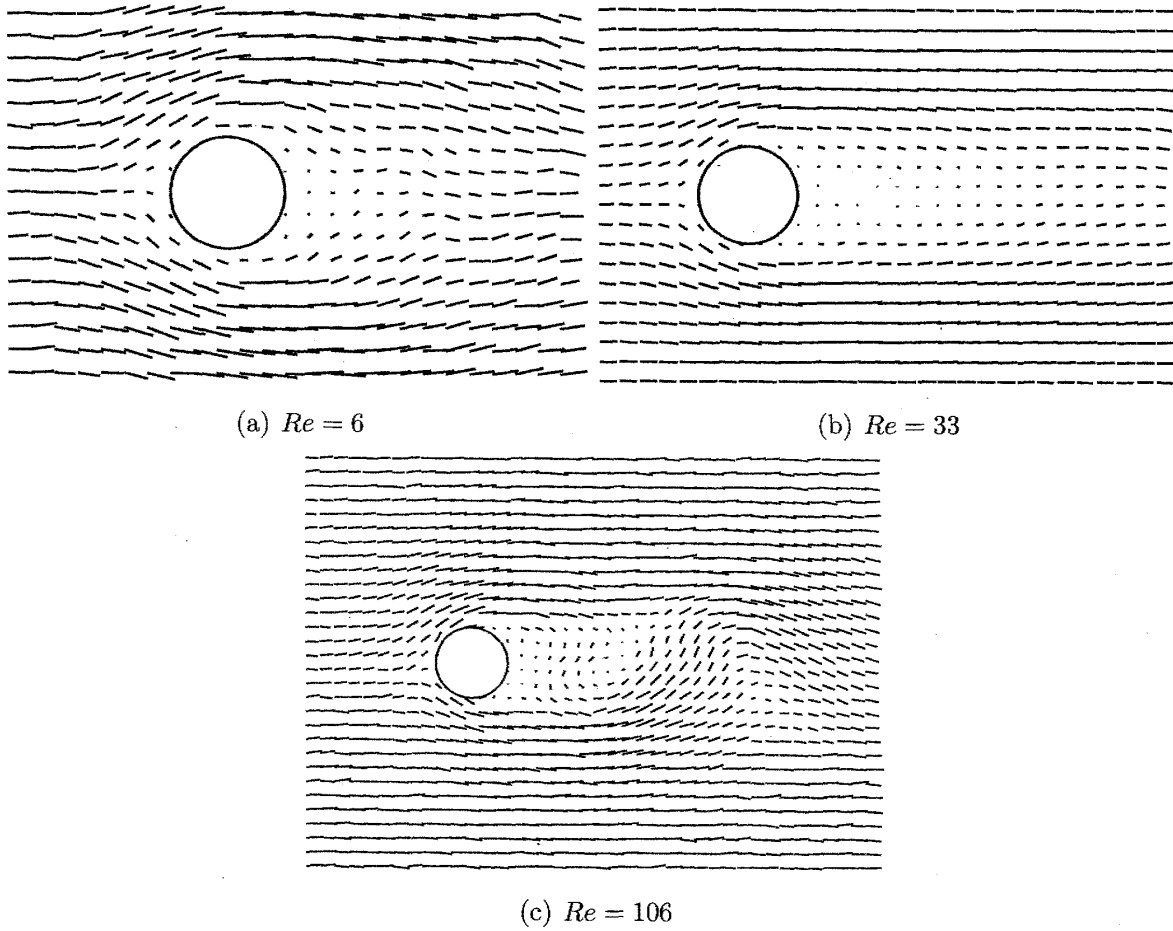 (a) Re = 6
(b) Re = 33
(c) Re = 106